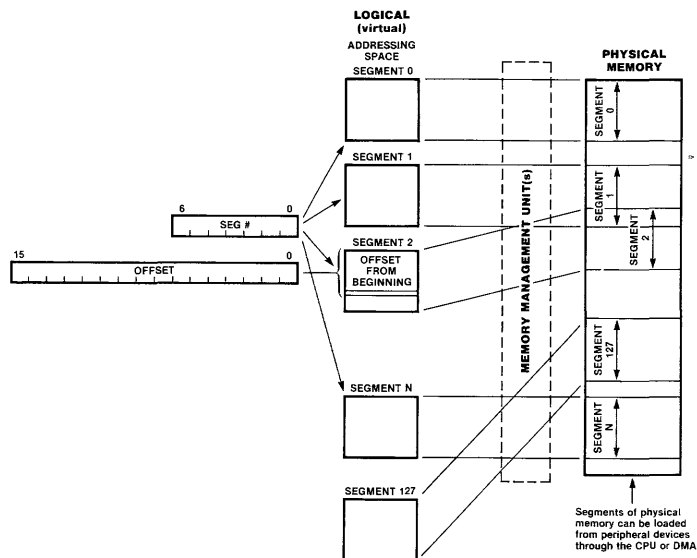 LOGICAL
(virtual)
ADDRESSING
SPACE
SEGMENT 0
SEGMENT 1
6 0
SEG #
15 0
OFFSET
SEGMENT 2
OFFSET
FROM
BEGINNING
SEGMENT N
SEGMENT 127
MEMORY MANAGEMENT UNIT(s)
PHYSICAL
MEMORY
SEGMENT
0
SEGMENT
1
SEGMENT
2
SEGMENT
127
SEGMENT
N
Segments of physical
memory can be loaded
from peripheral devices
through the CPU or DMA